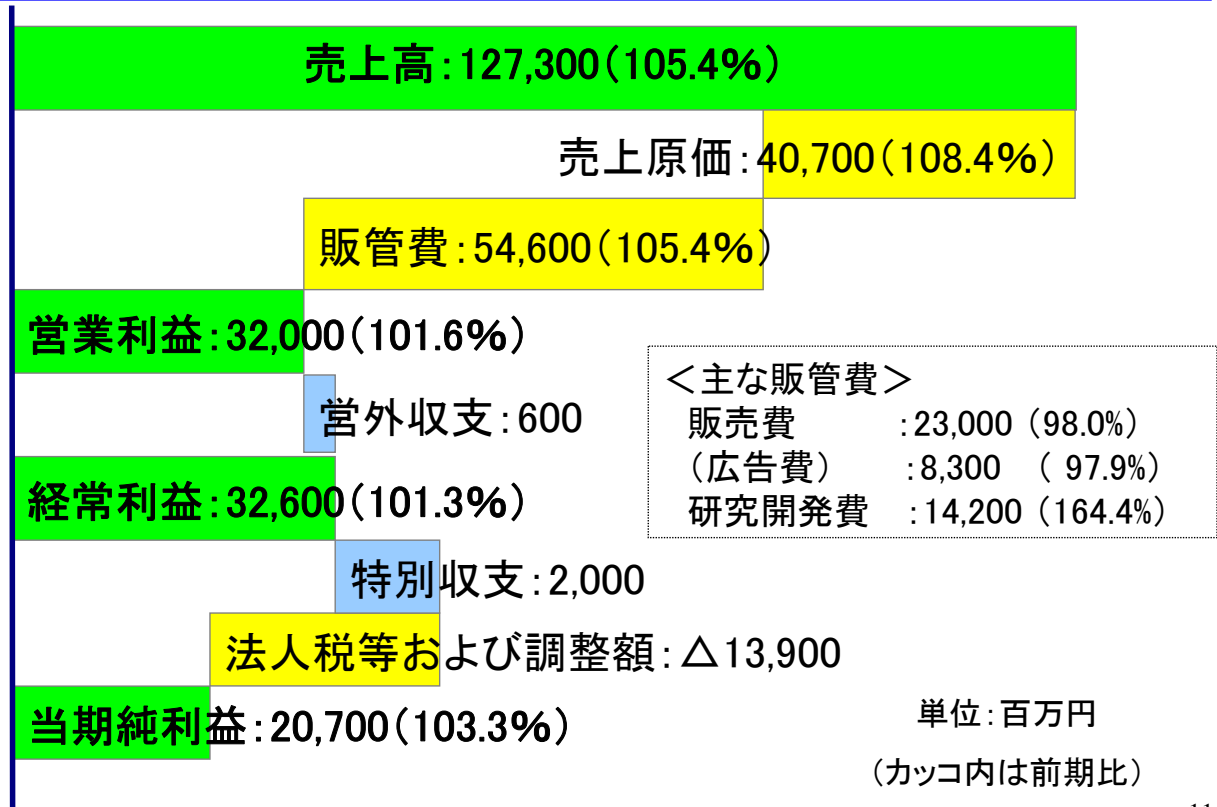 売上高:127,300(105.4%)
売上原価:40,700(108.4%)
販管費:54,600(105.4%)
営業利益:32,000(101.6%)
営外収支:600
経常利益:32,600(101.3%)
<主な販管費>
販売費 :23,000 (98.0%)
(広告費) :8,300 ( 97.9%)
研究開発費 :14,200 (164.4%)
特別収支:2,000
法人税等および調整額:△13,900
当期純利益:20,700(103.3%)
単位:百万円
(カッコ内は前期比)